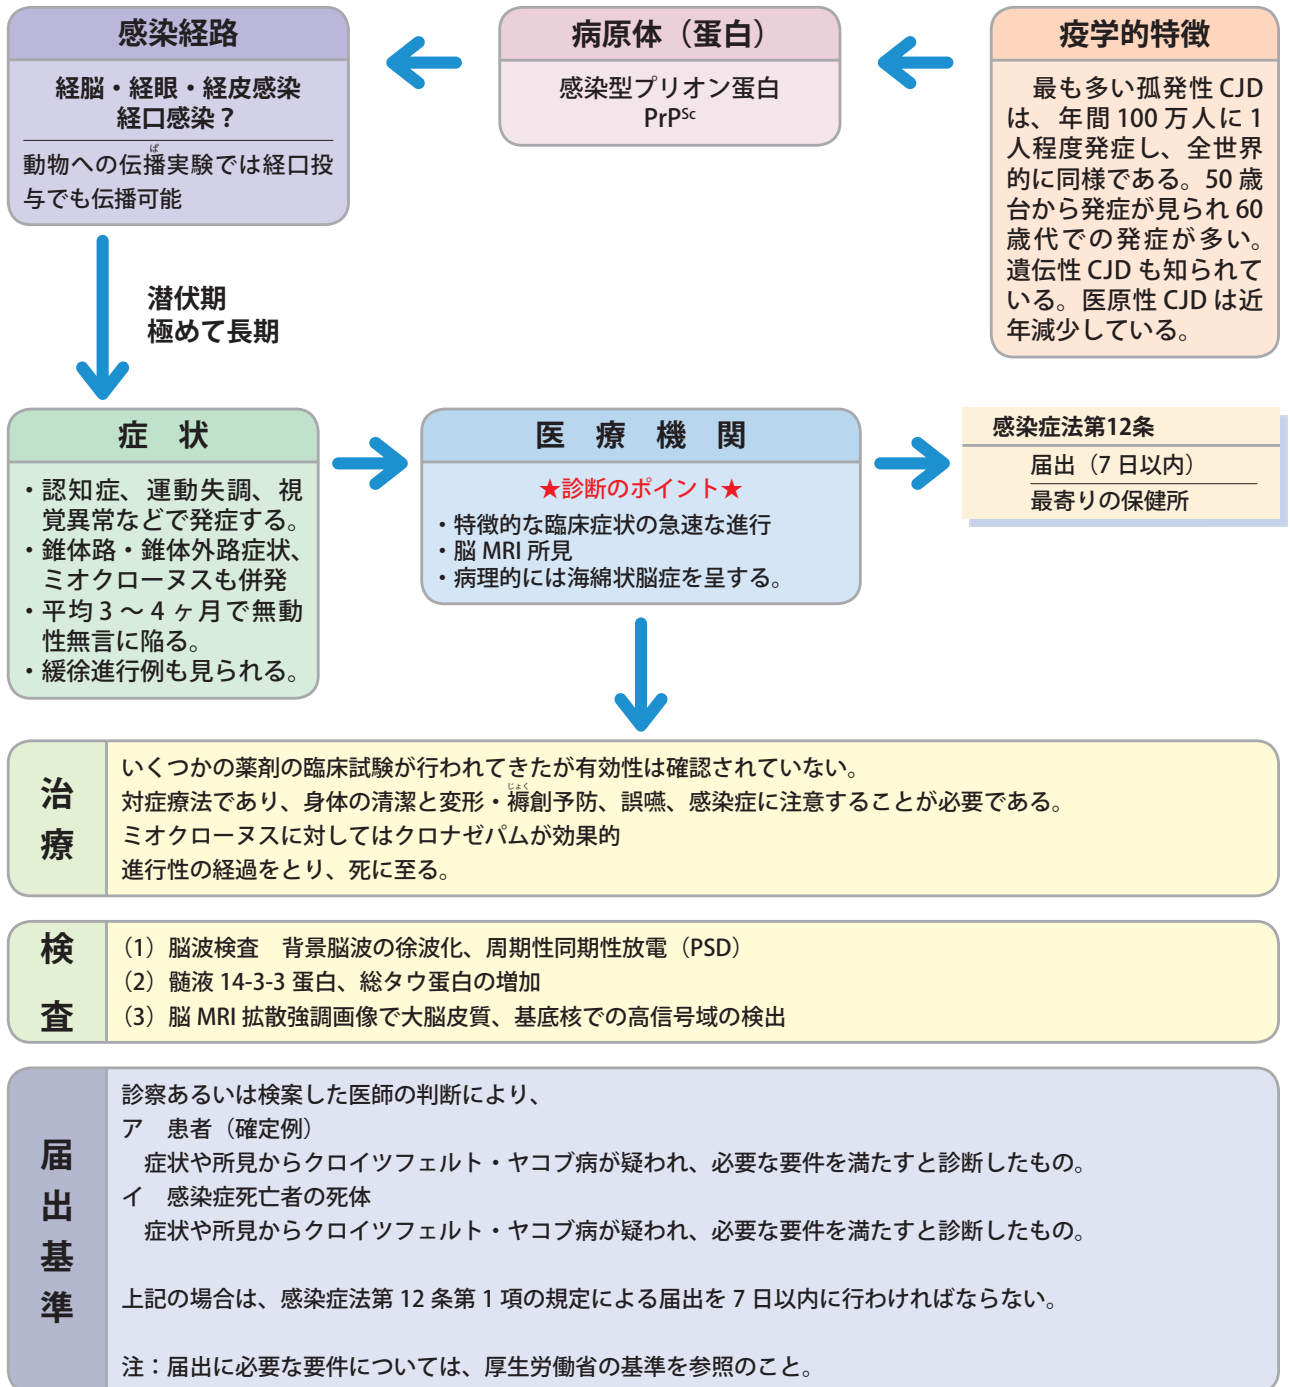 感染経路
経脳・経眼・経皮感染
経口感染？
動物への伝播実験では経口投
ば
与でも伝播可能
病原体（蛋白）
感染型プリオン蛋白
PrPSc
疫学的特徴
最も多い孤発性 CJD
は、年間 100 万人に 1
人程度発症し、全世界
的に同様である。50 歳
台から発症が見られ 60
歳代での発症が多い。
遺伝性 CJD も知られて
いる。医原性 CJD は近
年減少している。
潜伏期
極めて長期
症　状
・認知症、運動失調、視
覚異常などで発症する。
・錐体路・錐体外路症状、
ミオクローヌスも併発
・平均 3 ～ 4 ヶ月で無動
性無言に陥る。
・緩徐進行例も見られる。
医　療　機　関
★診断のポイント★
・特徴的な臨床症状の急速な進行
・脳 MRI 所見
・病理的には海綿状脳症を呈する。
感染症法第12条
届出（7 日以内）
最寄りの保健所
治療
いくつかの薬剤の臨床試験が行われてきたが有効性は確認されていない。
じょく
対症療法であり、身体の清潔と変形・褥創予防、誤嚥、感染症に注意することが必要である。
ミオクローヌスに対してはクロナゼパムが効果的
進行性の経過をとり、死に至る。
検査
（1）脳波検査　背景脳波の徐波化、周期性同期性放電（PSD）
（2）髄液 14-3-3 蛋白、総タウ蛋白の増加
（3）脳 MRI 拡散強調画像で大脳皮質、基底核での高信号域の検出
届出基準
診察あるいは検案した医師の判断により、
ア　患者（確定例）
症状や所見からクロイツフェルト・ヤコブ病が疑われ、必要な要件を満たすと診断したもの。
イ　感染症死亡者の死体
症状や所見からクロイツフェルト・ヤコブ病が疑われ、必要な要件を満たすと診断したもの。
上記の場合は、感染症法第 12 条第 1 項の規定による届出を 7 日以内に行わければならない。
注：届出に必要な要件については、厚生労働省の基準を参照のこと。